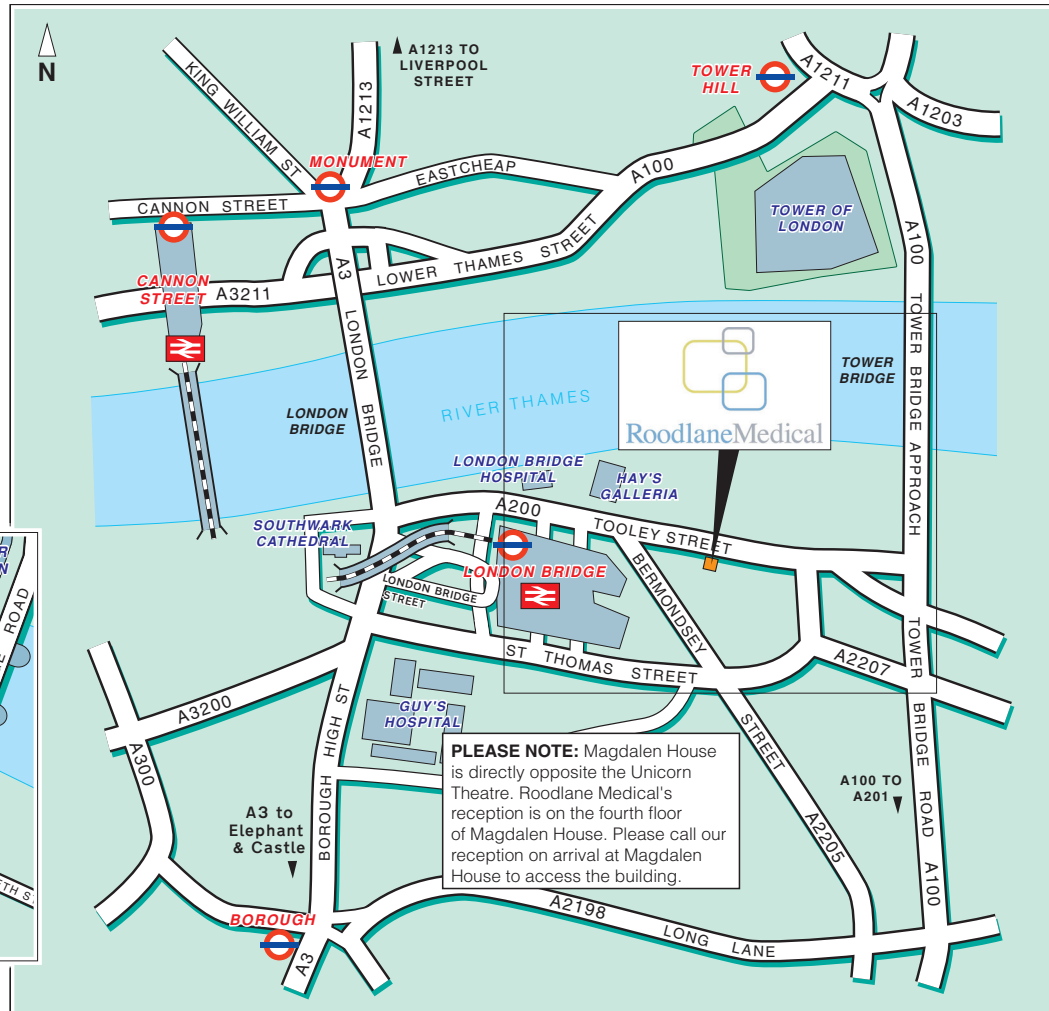 N
KING WILLIAM ST
A1213
A1213 TO
LIVERPOOL
STREET
TOWER
HILL
A1211
A1203
MONUMENT
EASTCHEAP
A100
CANNON STREET
TOWER OF
LONDON
A100
CANNON
STREET
A3211
A3
LOWER THAMES STREET
LONDON BRIDGE
TOWER BRIDGE APPROACH
RoodlaneMedical
TOWER
BRIDGE
RIVER THAMES
LONDON
BRIDGE
LONDON BRIDGE
HOSPITAL
HAY'S
GALLERIA
A200
TOOLEY STREET
SOUTHWARK
CATHEDRAL
LONDON BRIDGE
LONDON BRIDGE
STREET
BERMONDSEY
STREET
ST THOMAS STREET
A2207
TOWER
BRIDGE ROAD
A100
ROAD
A3200
A300
BOROUGH HIGH ST
GUY'S
HOSPITAL
PLEASE NOTE: Magdalen House
is directly opposite the Unicorn
Theatre. Roodlane Medical's
reception is on the fourth floor
of Magdalen House. Please call our
reception on arrival at Magdalen
House to access the building.
A100 TO
A201
A3 to
Elephant
& Castle
A2205
BOROUGH
A3
A2198
LONG LANE